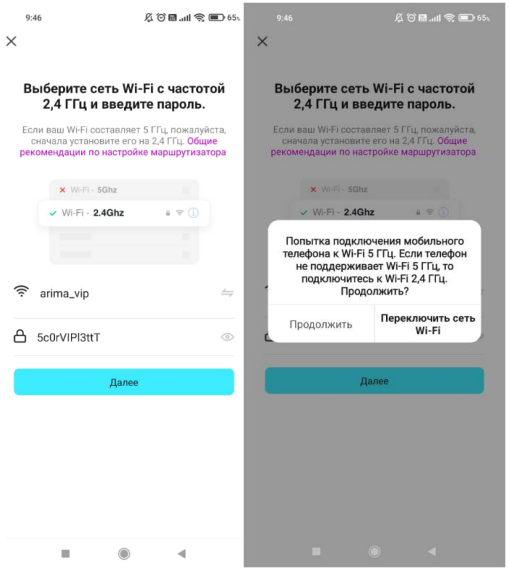 9:46
65%
Выберите сеть Wi-Fi с частотой
2,4 ГГц и введите пароль.
Если ваш Wi-Fi составляет 5 ГГц, пожалуйста,
сначала установите его на 2,4 ГГц. Общие
рекомендации по настройке маршрутизатора
Wi-Fi - 5Ghz
Wi-Fi - 2.4Ghz
arima_vip
5c0rVIPl3ttT
Далее
9:46
65%
Выберите сеть Wi-Fi с частотой
2,4 ГГц и введите пароль.
Если ваш Wi-Fi составляет 5 ГГц, пожалуйста,
сначала установите его на 2,4 ГГц. Общие
рекомендации по настройке маршрутизатора
Wi-Fi - 5Ghz
Wi-Fi - 2.4Ghz
Попытка подключения мобильного
телефона к Wi-Fi 5 ГГц. Если телефон
не поддерживает Wi-Fi 5 ГГц, то
подключитесь к Wi-Fi 2,4 ГГц.
Продолжить?
Продолжить
Переключить сеть
Wi-Fi
Далее